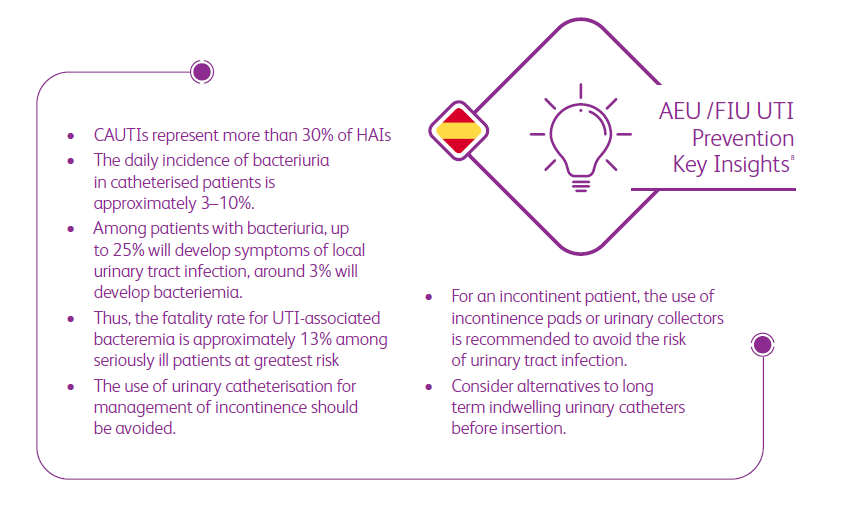 AEU /FIU UTI
Prevention
Key Insights⁸
• CAUTIs represent more than 30% of HAIs
• The daily incidence of bacteriuria
in catheterised patients is
approximately 3–10%.
• Among patients with bacteriuria, up
to 25% will develop symptoms of local
urinary tract infection, around 3% will
develop bacteriemia.
• Thus, the fatality rate for UTI-associated
bacteremia is approximately 13% among
seriously ill patients at greatest risk
• The use of urinary catheterisation for
management of incontinence should
be avoided.
• For an incontinent patient, the use of
incontinence pads or urinary collectors
is recommended to avoid the risk
of urinary tract infection.
• Consider alternatives to long
term indwelling urinary catheters
before insertion.